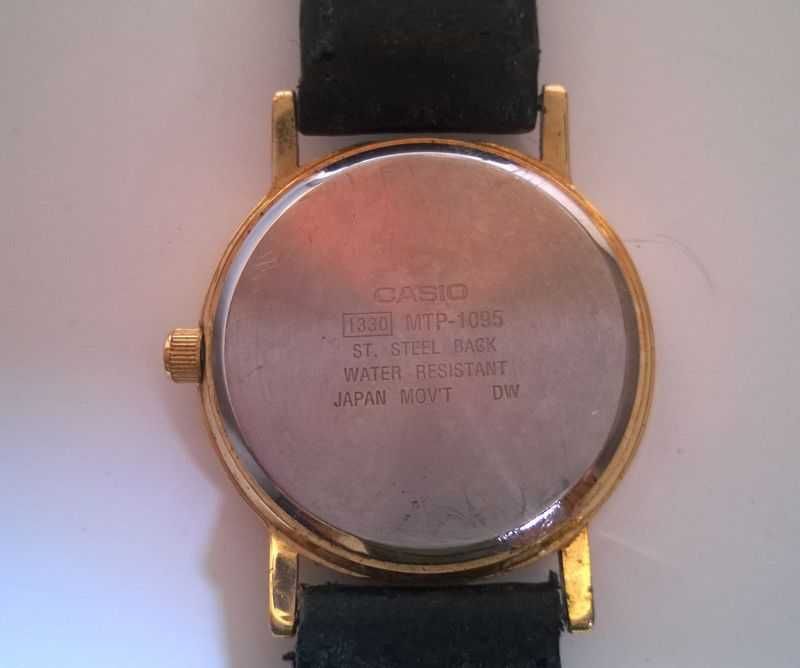 CASIO
1330 MTP-1095
ST. STEEL BACK
WATER RESISTANT
JAPAN MOV'T DW